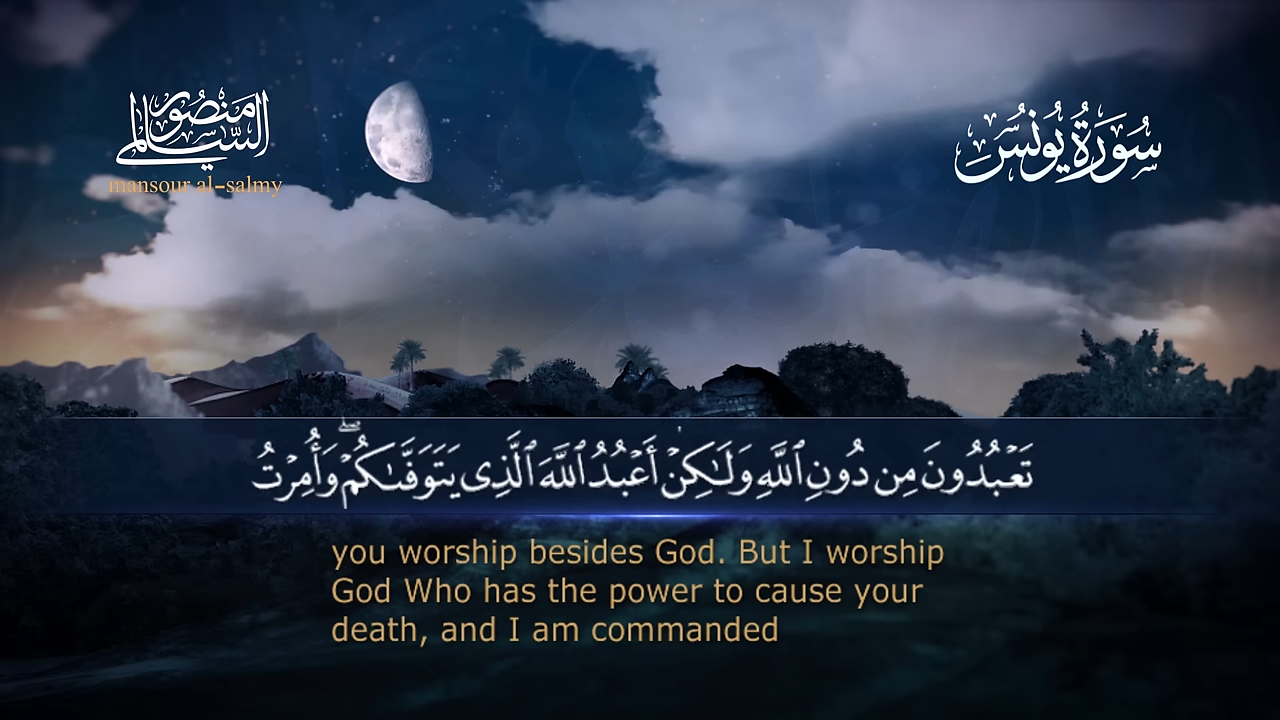 منصور
السالمي
mansour al-salmy
سُورَةُ يُونُسَ
تَعۡبُدُونَ مِن دُونِ ٱللَّهِ وَلَـٰكِنۡ أَعۡبُدُ ٱللَّهَ ٱلَّذِى يَتَوَفَّىٰكُمۡۖ وَأُمِرۡتُ
you worship besides God. But I worship
God Who has the power to cause your
death, and I am commanded